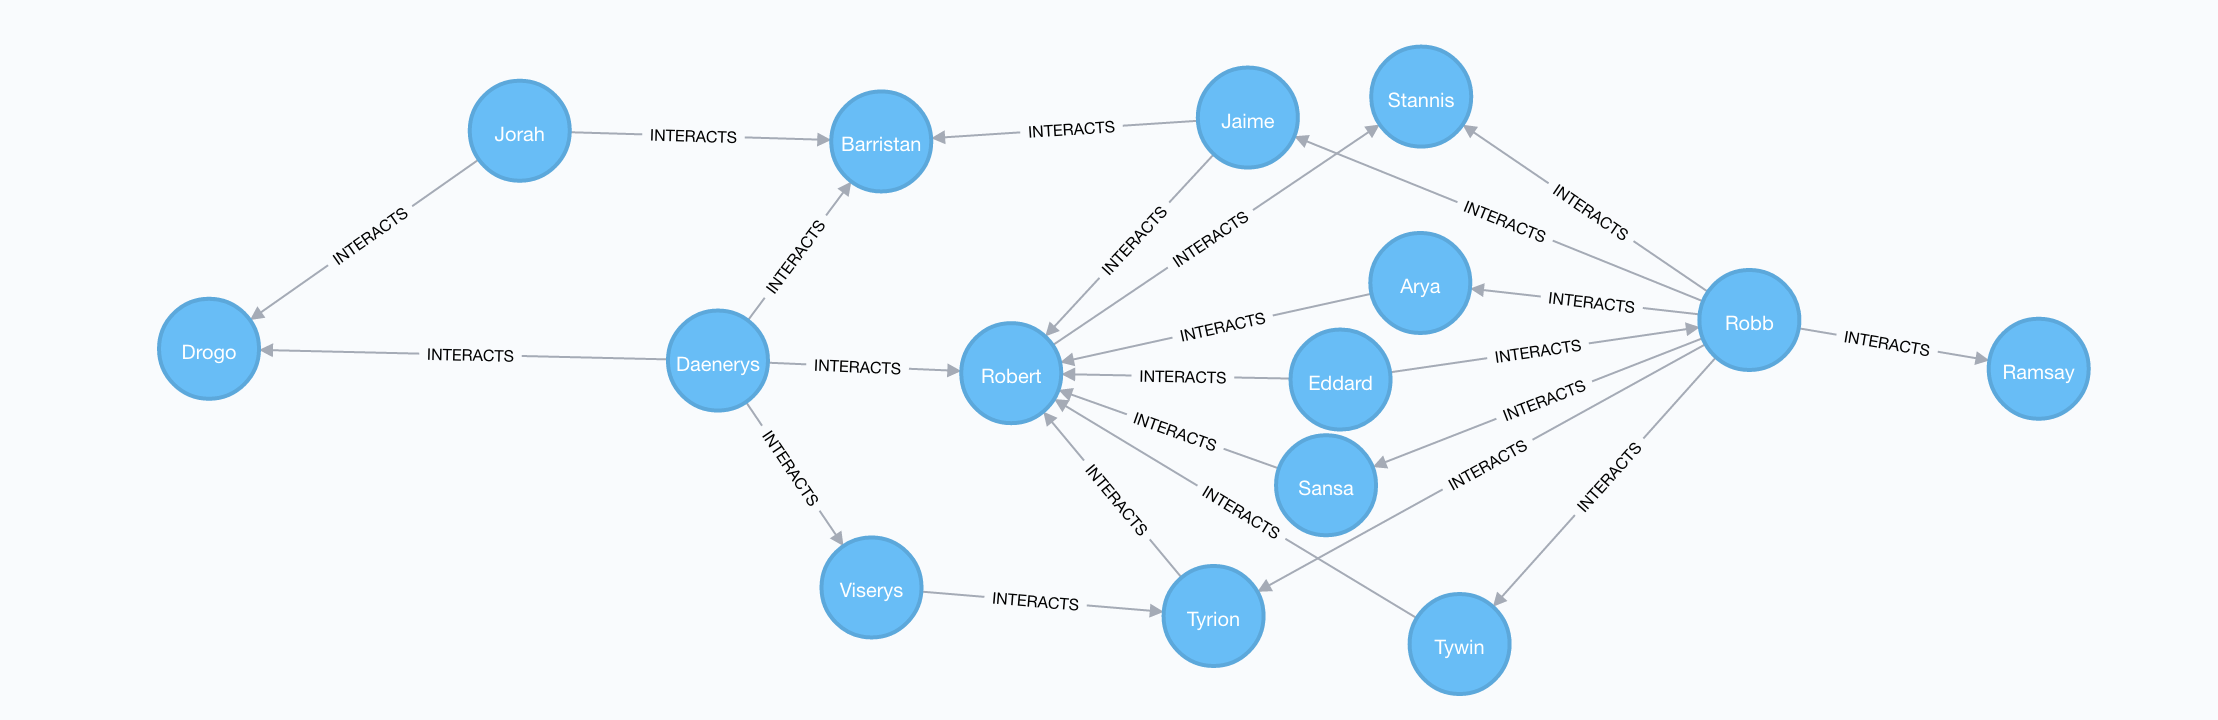 Stannis
Jaime
Jorah
INTERACTS
INTERACTS
Barristan
INTERACTS
INTERACTS
INTERACTS
INTERACTS
INTERACTS
INTERACTS
INTERACTS
Arya
INTERACTS
INTERACTS
Robb
INTERACTS
Drogo
INTERACTS
Daenerys
INTERACTS
Robert
INTERACTS
Eddard
INTERACTS
Ramsay
INTERACTS
INTERACTS
INTERACTS
INTERACTS
INTERACTS
Sansa
INTERACTS
INTERACTS
INTERACTS
Viserys
INTERACTS
Tyrion
Tywin